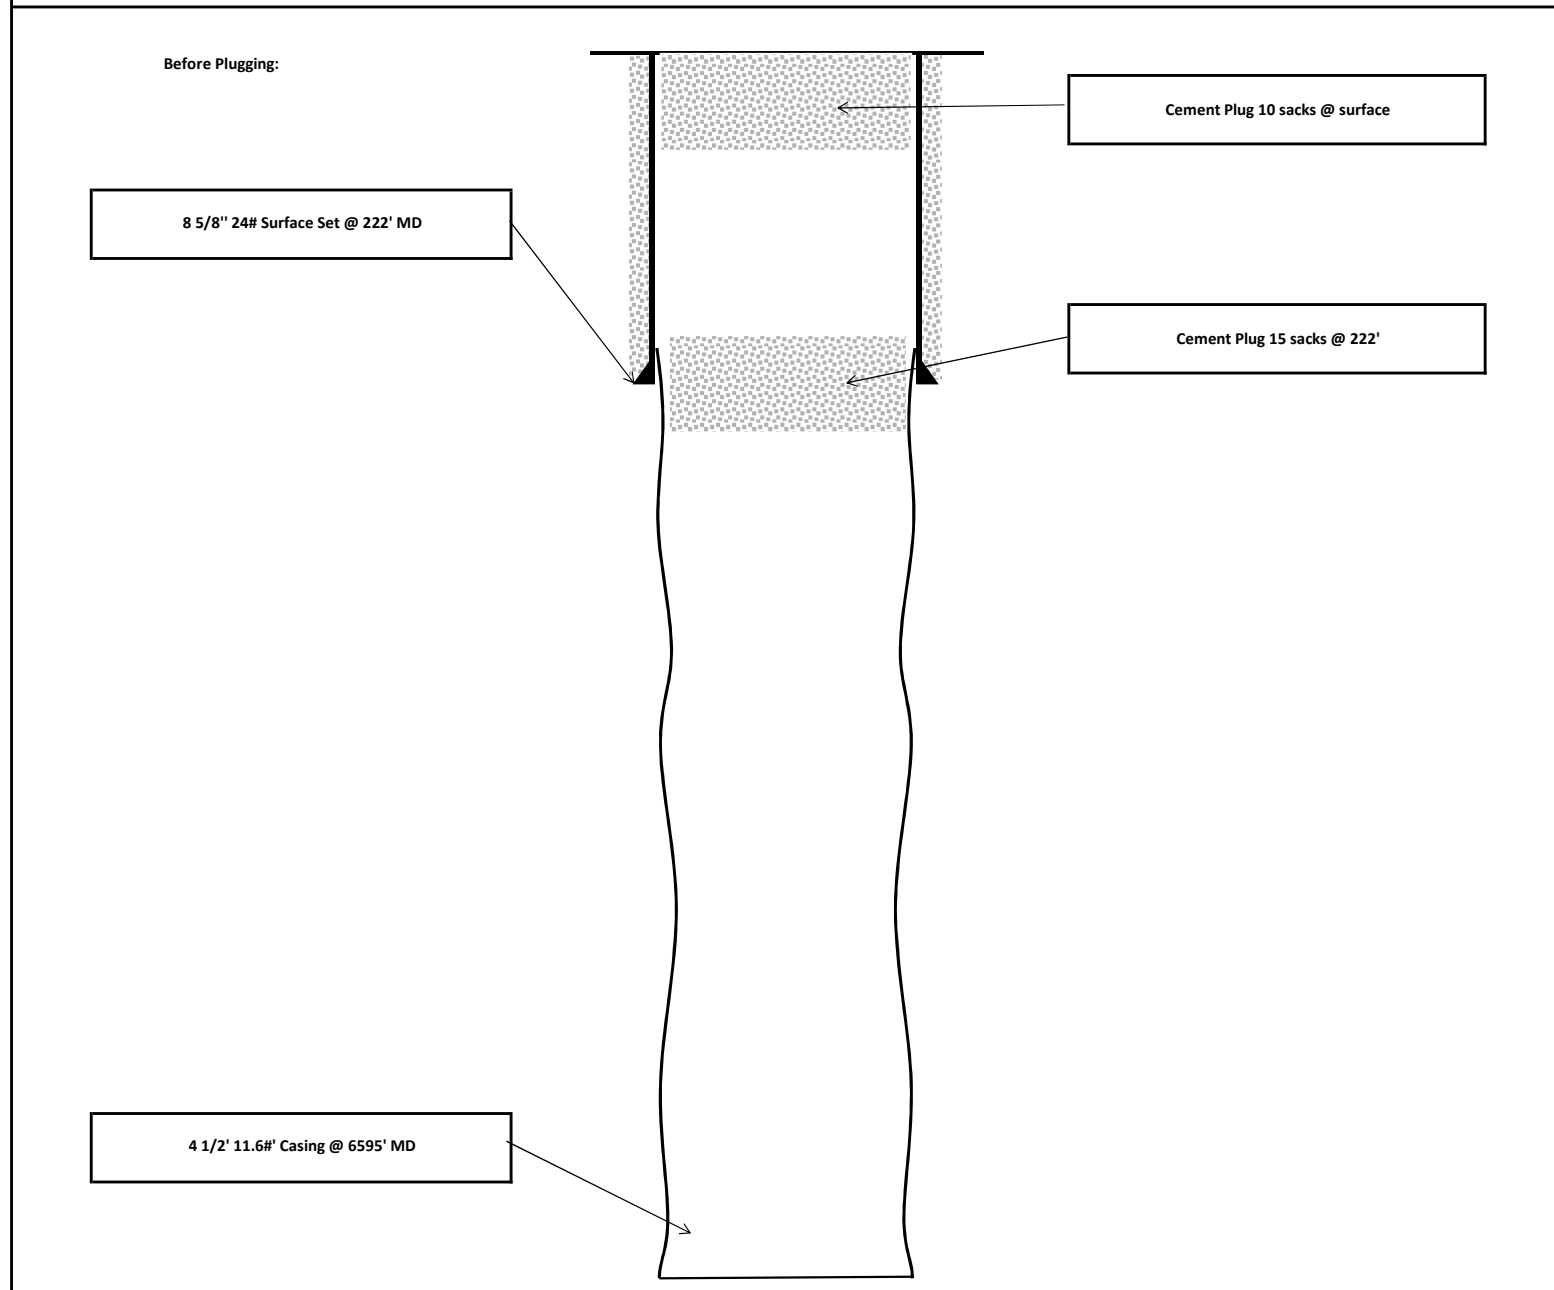 Before Plugging:
Cement Plug 10 sacks @ surface
8 5/8'' 24# Surface Set @ 222' MD
Cement Plug 15 sacks @ 222'
4 1/2' 11.6#' Casing @ 6595' MD